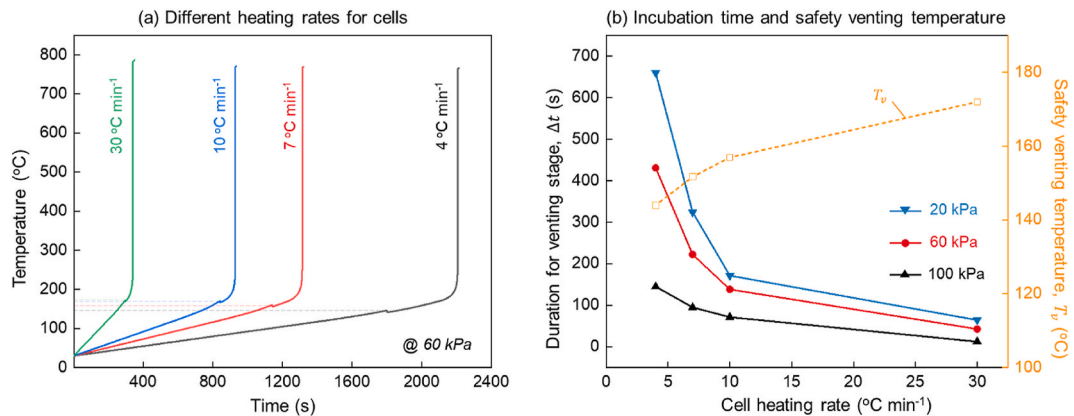 (a) Different heating rates for cells
Temperature (°C)
800
700
600
500
400
300
200
100
0
30 °C min⁻¹
10 °C min⁻¹
7 °C min⁻¹
4 °C min⁻¹
@ 60 kPa
400
800
1200
1600
2000
2400
Time (s)
(b) Incubation time and safety venting temperature
Duration for venting stage, Δt (s)
700
600
500
400
300
200
100
0
Tᵥ
20 kPa
60 kPa
100 kPa
180
160
140
120
100
Safety venting
temperature, Tᵥ (°C)
0
5
10
15
20
25
30
Cell heating rate (°C min⁻¹)